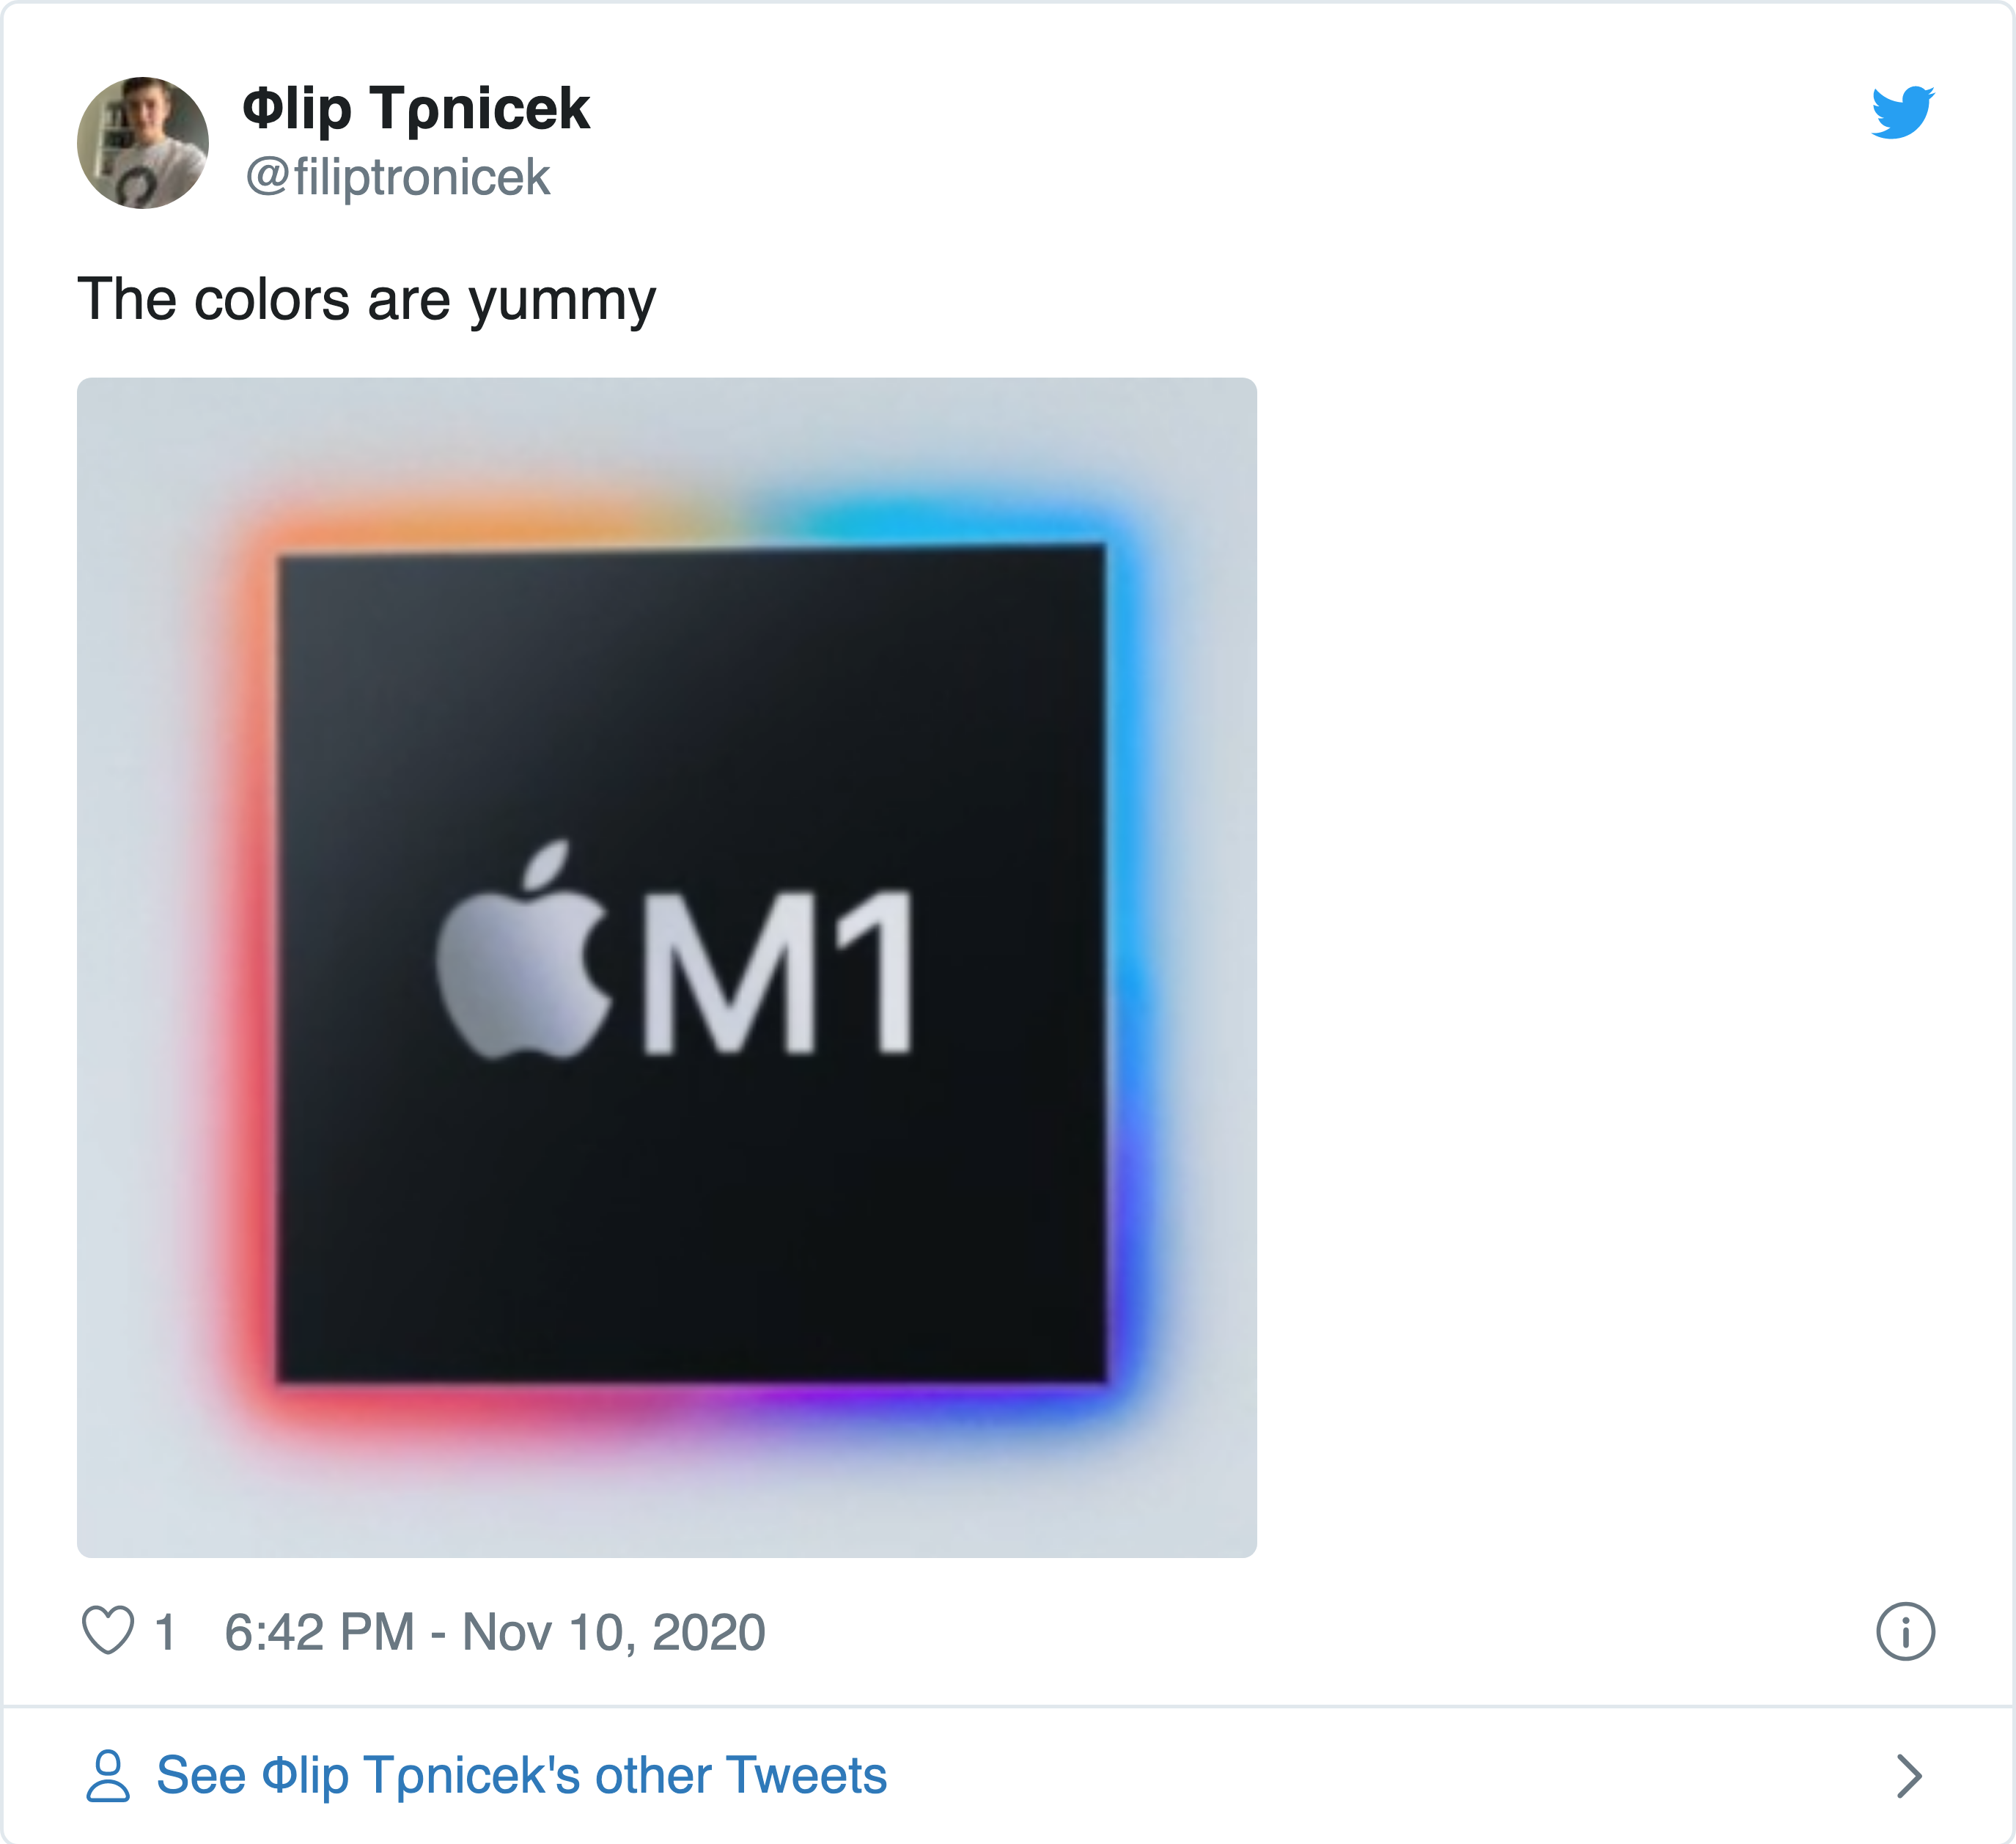 Φlip Tρnicek
@filiptronicek
The colors are yummy
M1
1 6:42 PM - Nov 10, 2020
See Φlip Tρnicek's other Tweets